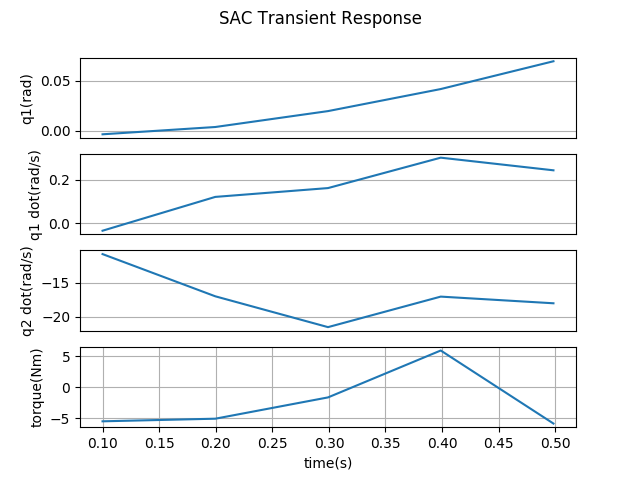 SAC Transient Response
q1(rad)
0.05
0.00
q1 dot(rad/s)
0.2
0.0
q2 dot(rad/s)
−15
−20
torque(Nm)
5
0
−5
0.10 0.15 0.20 0.25 0.30 0.35 0.40 0.45 0.50
time(s)